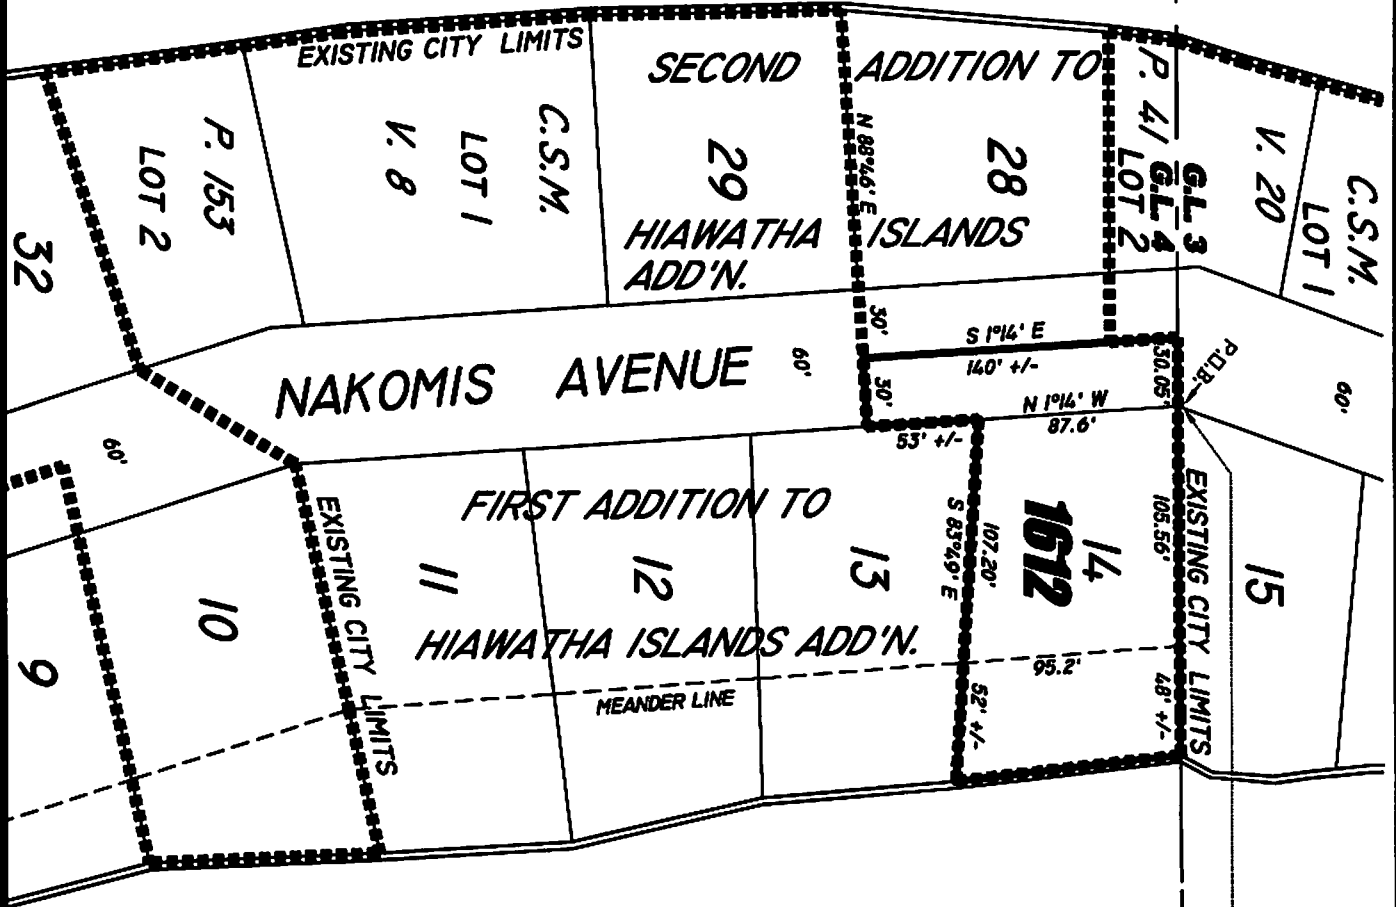 EXISTING CITY LIMITS
SECOND ADDITION TO
HIAWATHA ISLANDS
ADD'N.
32
P. 153
LOT 2
C.S.M.
LOT 1
V. 8
29
N 88°46' E
28
P. 41
LOT 2
G.L. 3
G.L. 4
V. 20
C.S.M.
LOT 1
NAKOMIS AVENUE
60'
30'
30'
S 1°14' E
140' +/-
30.05'
P.O.B.
60'
60'
N 1°14' W
87.6'
53' +/-
FIRST ADDITION TO
HIAWATHA ISLANDS ADD'N.
9
10
EXISTING CITY LIMITS
11
12
13
S 83°49' E
107.20'
1612
14
105.56'
EXISTING CITY LIMITS
15
MEANDER LINE
95.2'
52' +/-
48' +/-